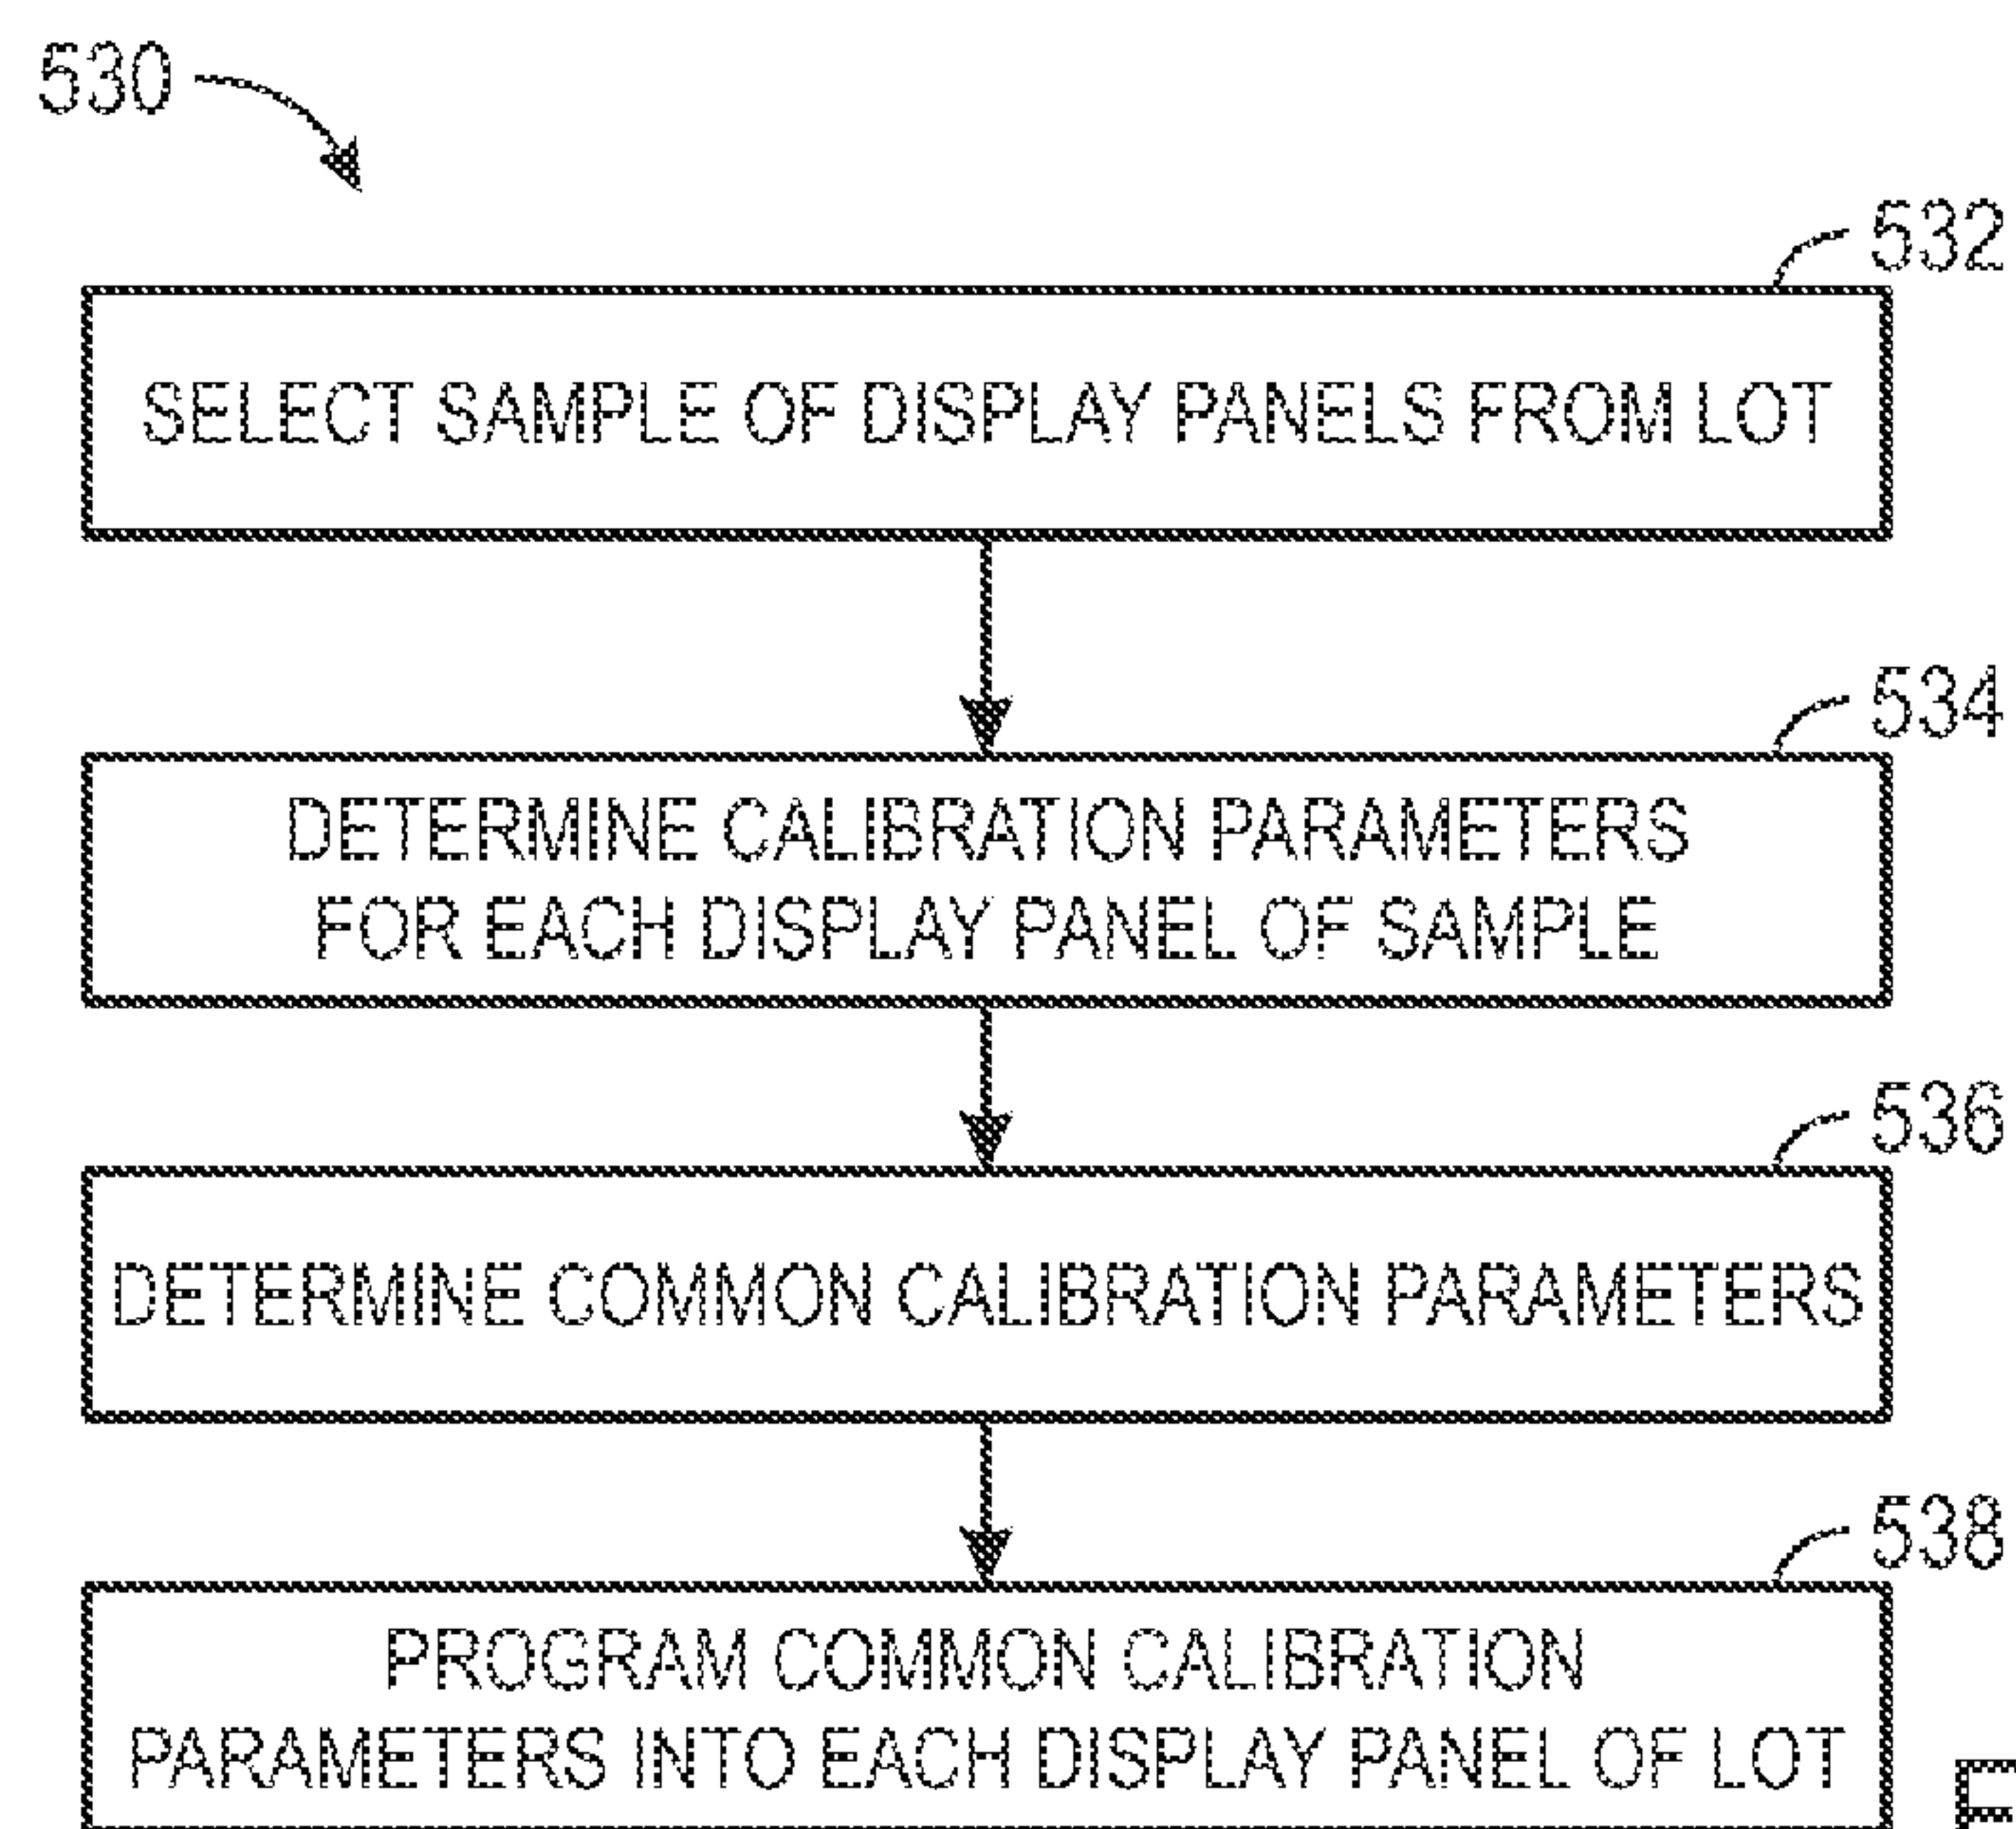 530
532
SELECT SAMPLE OF DISPLAY PANELS FROM LOT
534
DETERMINE CALIBRATION PARAMETERS
FOR EACH DISPLAY PANEL OF SAMPLE
536
DETERMINE COMMON CALIBRATION PARAMETERS
538
PROGRAM COMMON CALIBRATION
PARAMETERS INTO EACH DISPLAY PANEL OF LOT